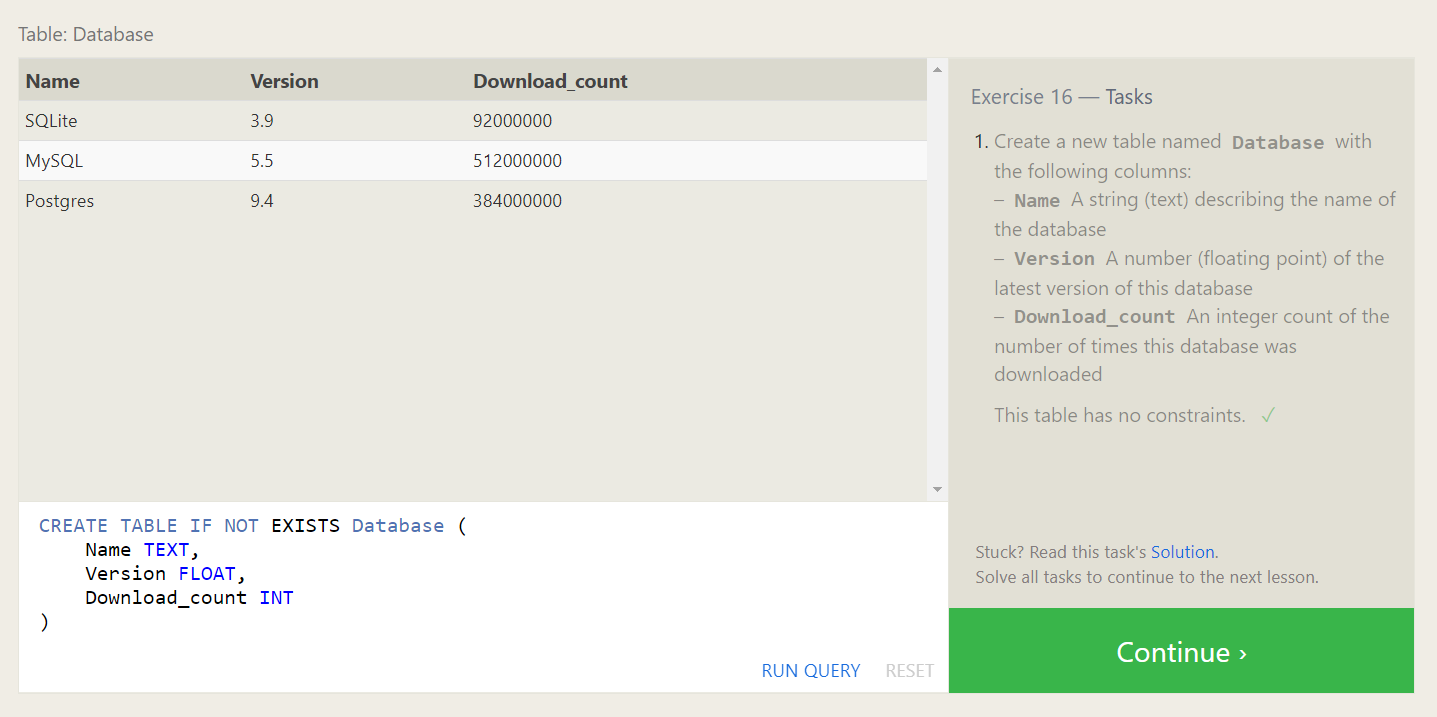 Table: Database
Name Version Download_count
SQLite 3.9 92000000
MySQL 5.5 512000000
Postgres 9.4 384000000
CREATE TABLE IF NOT EXISTS Database (
    Name TEXT,
    Version FLOAT,
    Download_count INT
)
RUN QUERY RESET
Exercise 16 — Tasks
1. Create a new table named Database with
the following columns:
– Name A string (text) describing the name of
the database
– Version A number (floating point) of the
latest version of this database
– Download_count An integer count of the
number of times this database was
downloaded
This table has no constraints. ✓
Stuck? Read this task's Solution.
Solve all tasks to continue to the next lesson.
Continue ›